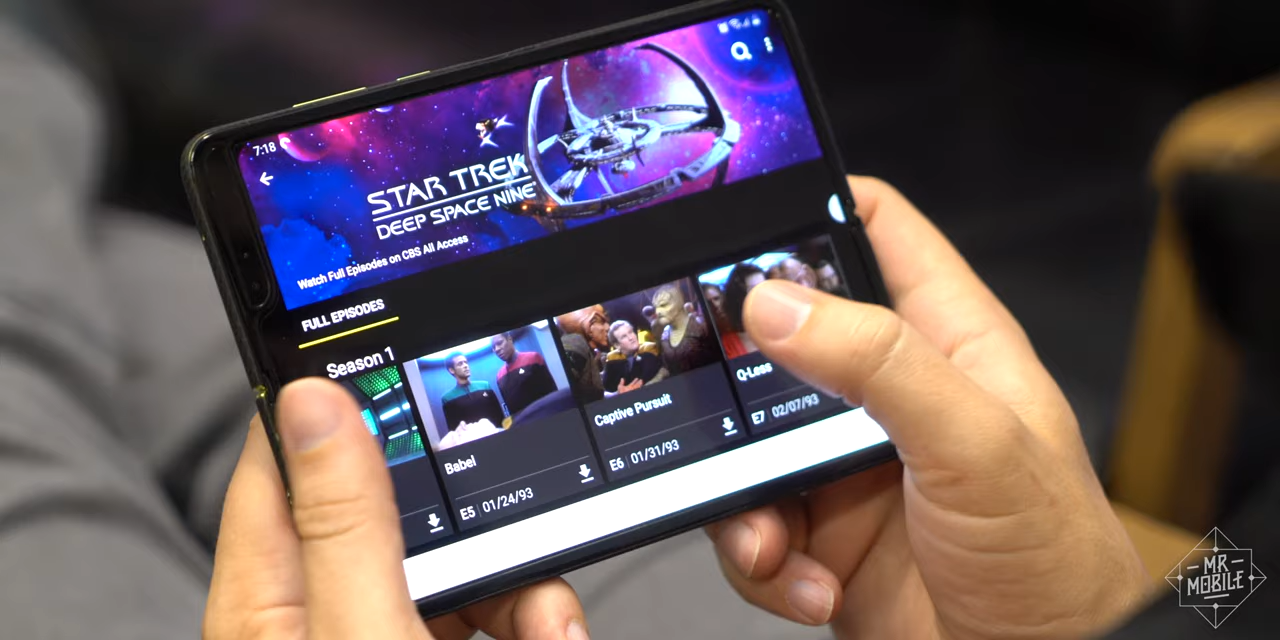 7:18
STAR TREK
DEEP SPACE NINE
Watch Full Episodes on CBS All Access
FULL EPISODES
Season 1
Babel
E5 01/24/93
Captive Pursuit
E6 01/31/93
Q-Less
E7 02/07/93
MR
MOBILE